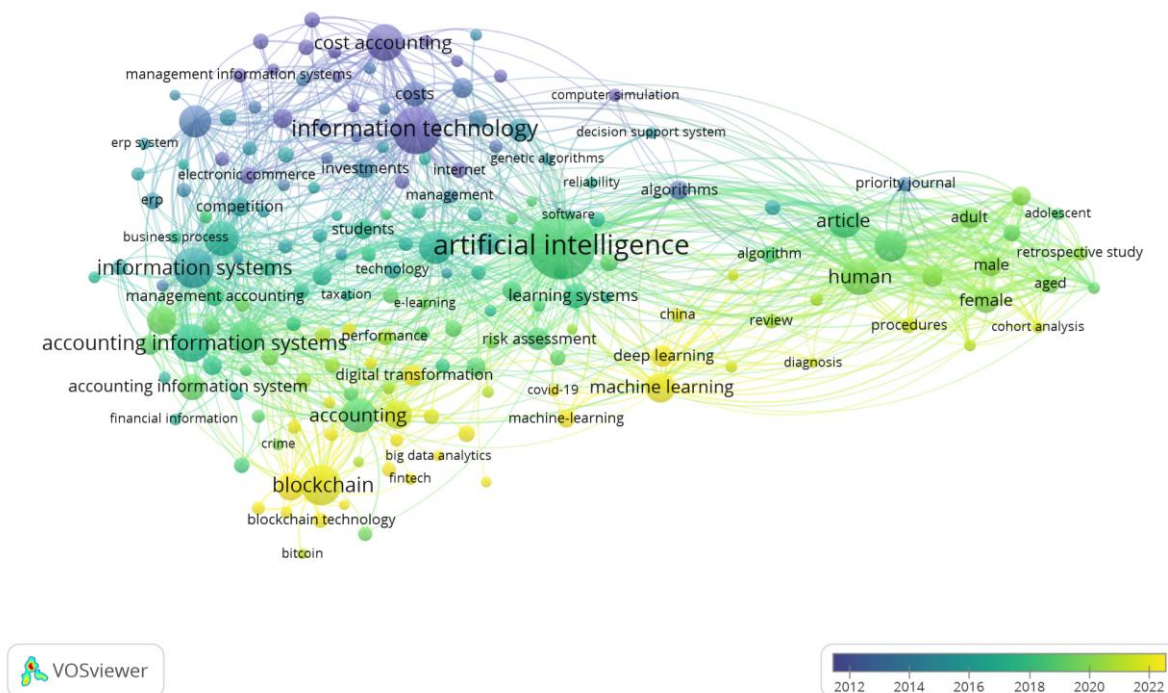 cost accounting
management information systems
costs
computer simulation
information technology
decision support system
erp system
genetic algorithms
electronic commerce
investments
internet
reliability
algorithms
priority journal
erp
competition
management
software
article
adult
adolescent
business process
students
artificial intelligence
algorithm
retrospective study
information systems
technology
human
male
management accounting
taxation
e-learning
learning systems
aged
female
china
review
procedures
cohort analysis
accounting information systems
performance
risk assessment
deep learning
diagnosis
accounting information system
digital transformation
covid-19
machine learning
financial information
accounting
machine-learning
crime
big data analytics
blockchain
fintech
blockchain technology
bitcoin
VOSviewer
2012 2014 2016 2018 2020 2022